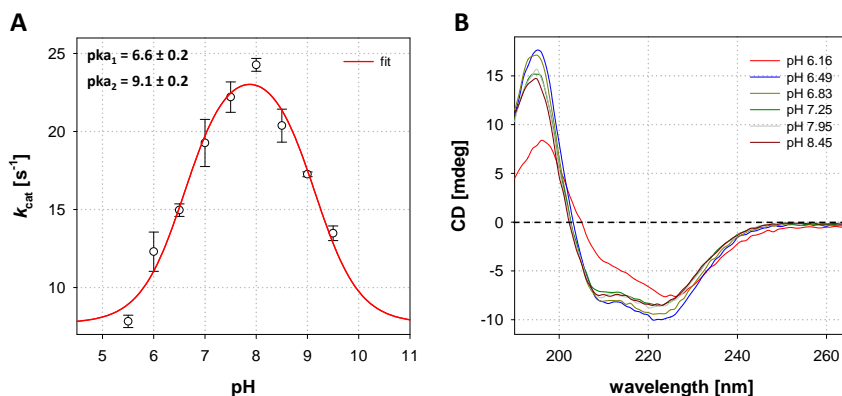 A
pka₁ = 6.6 ± 0.2
pka₂ = 9.1 ± 0.2
fit
25
20
15
10
k_cat [s⁻¹]
5 6 7 8 9 10 11
pH
B
pH 6.16
pH 6.49
pH 6.83
pH 7.25
pH 7.95
pH 8.45
15
10
5
0
-5
-10
CD [mdeg]
200 220 240 260
wavelength [nm]